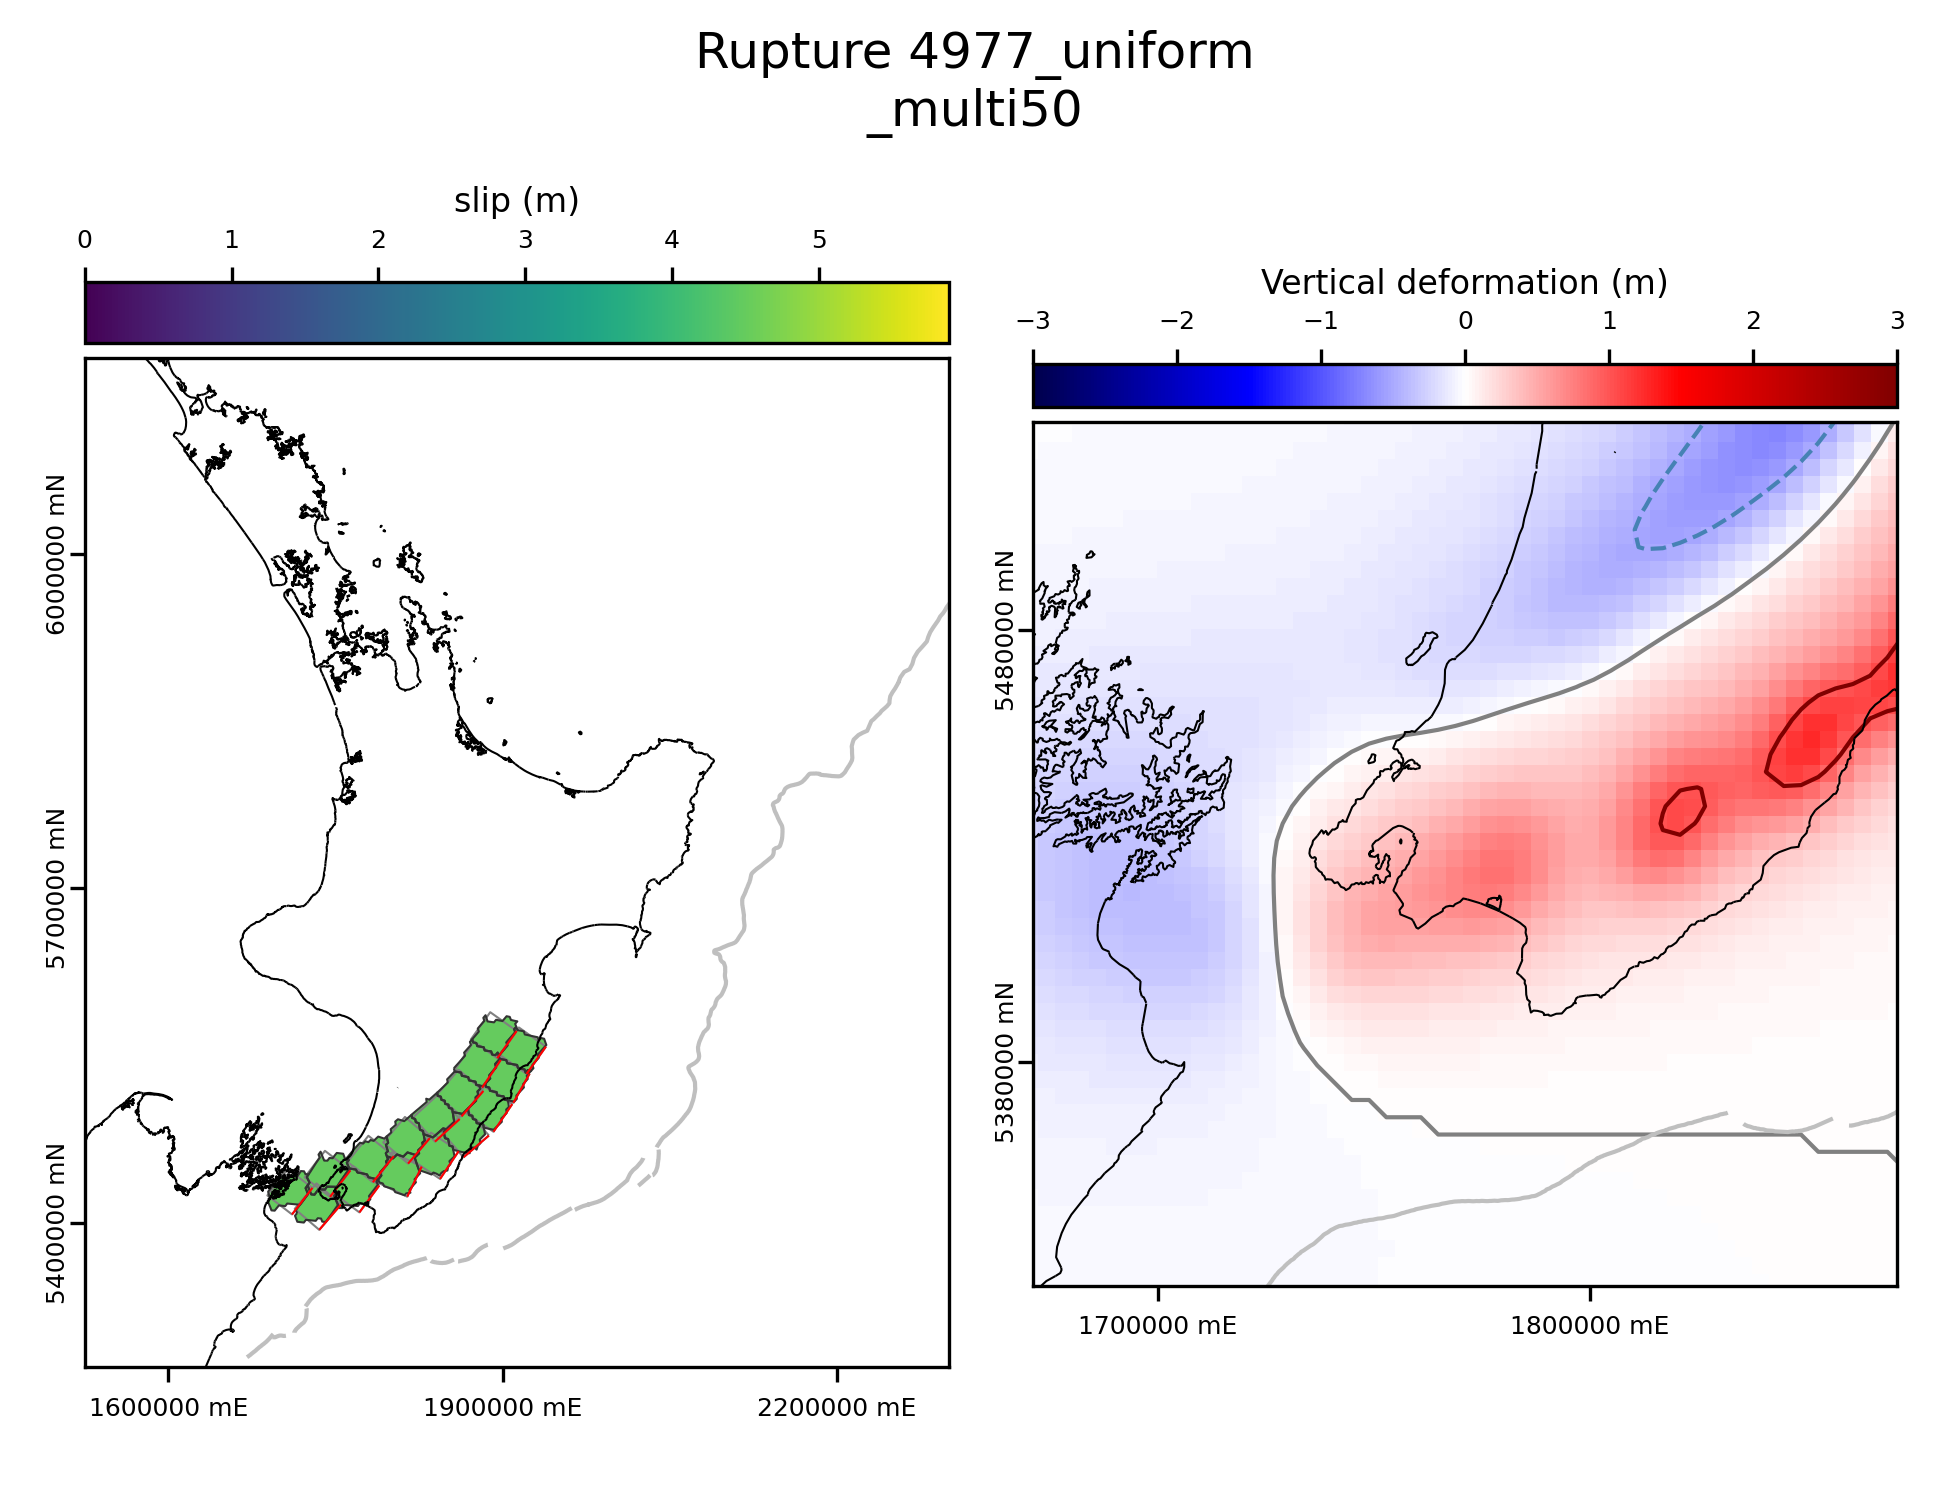 Rupture 4977_uniform
_multi50
slip (m)
0 1 2 3 4 5
6000000 mN
5700000 mN
5400000 mN
1600000 mE 1900000 mE 2200000 mE
Vertical deformation (m)
−3 −2 −1 0 1 2 3
5480000 mN
5380000 mN
1700000 mE 1800000 mE